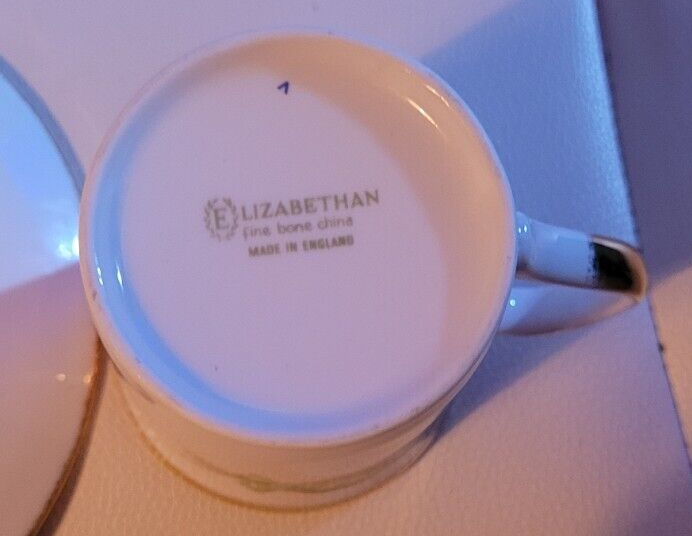 ELIZABETHAN
fine bone china
MADE IN ENGLAND